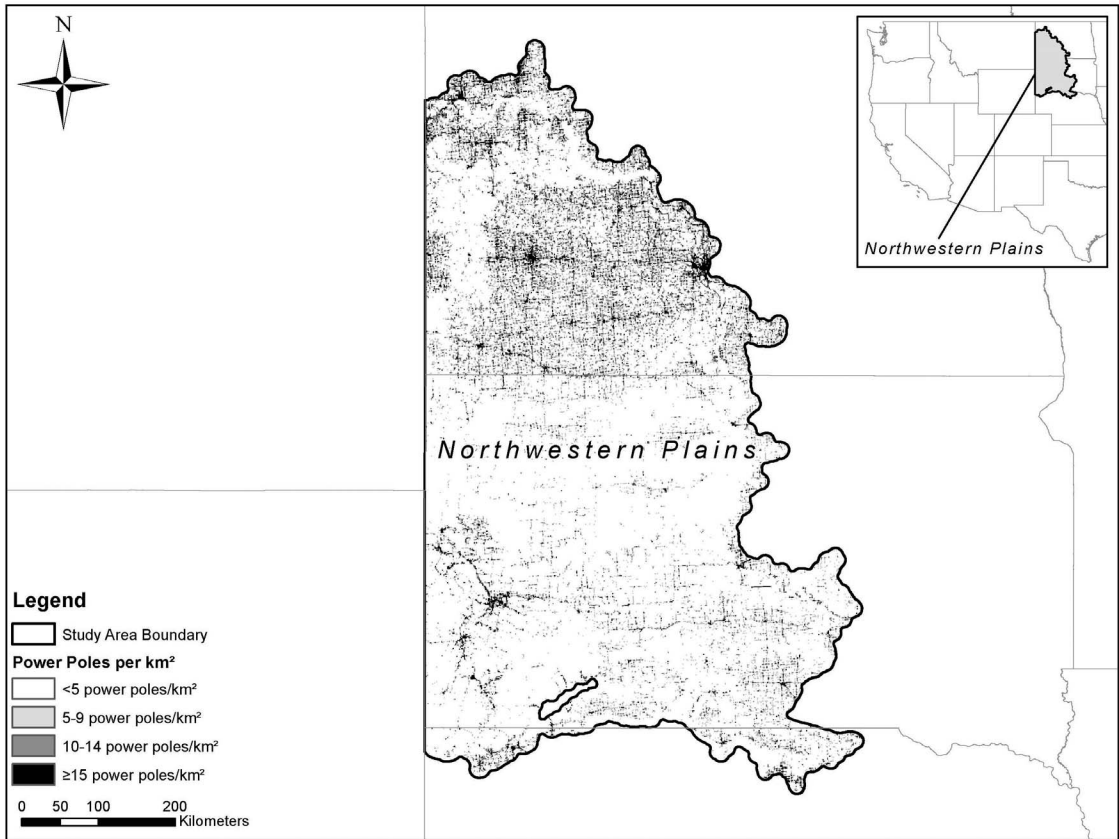 N
Northwestern Plains
Northwestern Plains
Legend
Study Area Boundary
Power Poles per km²
<5 power poles/km²
5-9 power poles/km²
10-14 power poles/km²
≥15 power poles/km²
0 50 100 200
Kilometers